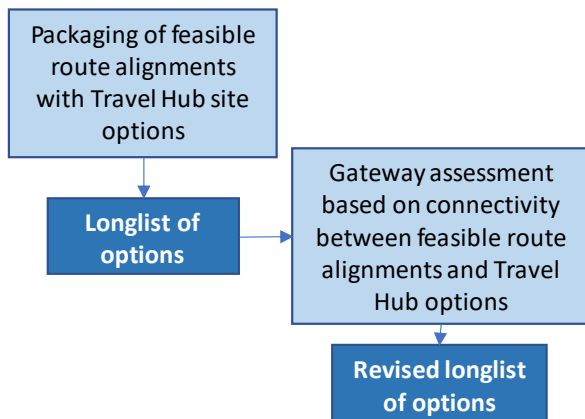 Packaging of feasible
route alignments
with Travel Hub site
options
Longlist of
options
Gateway assessment
based on connectivity
between feasible route
alignments and Travel
Hub options
Revised longlist
of options